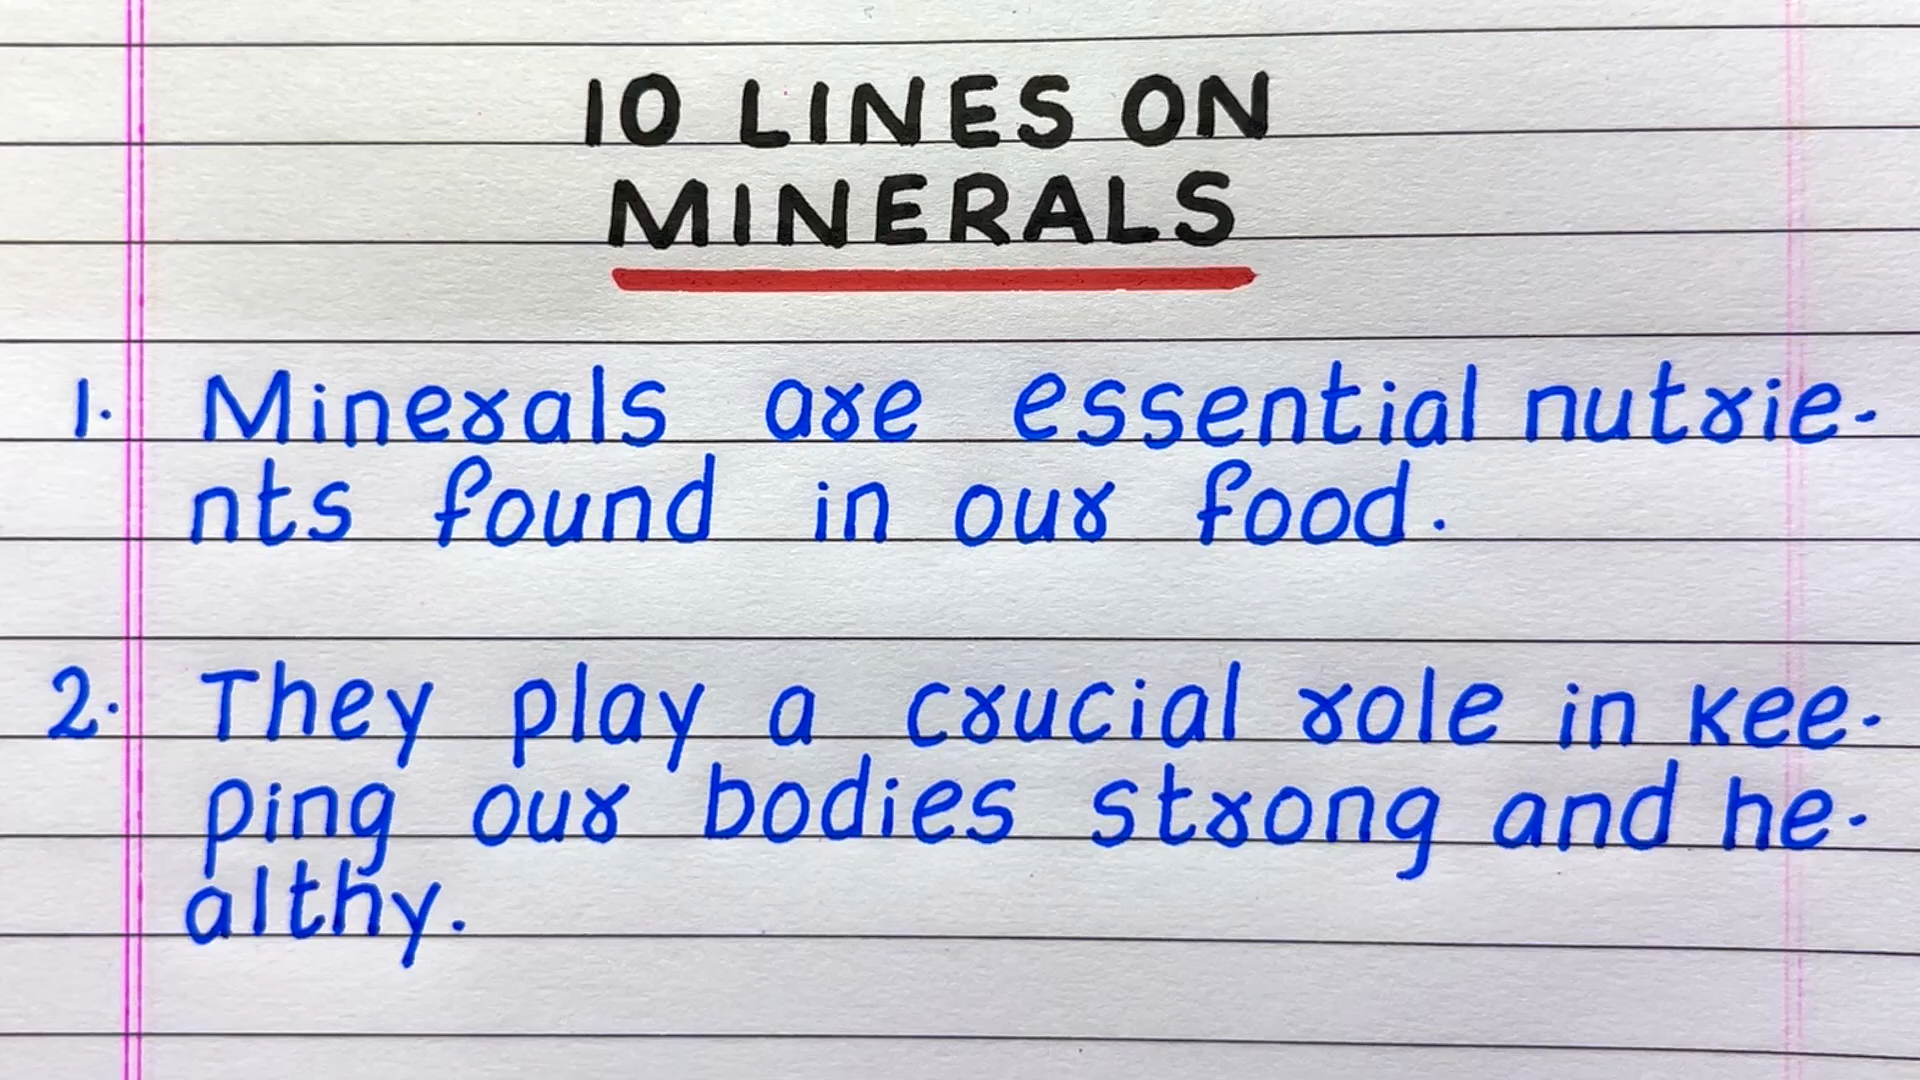 10 LINES ON
MINERALS
1. Minerals are essential nutrie-
nts found in our food.
2. They play a crucial role in kee-
ping our bodies strong and he-
althy.